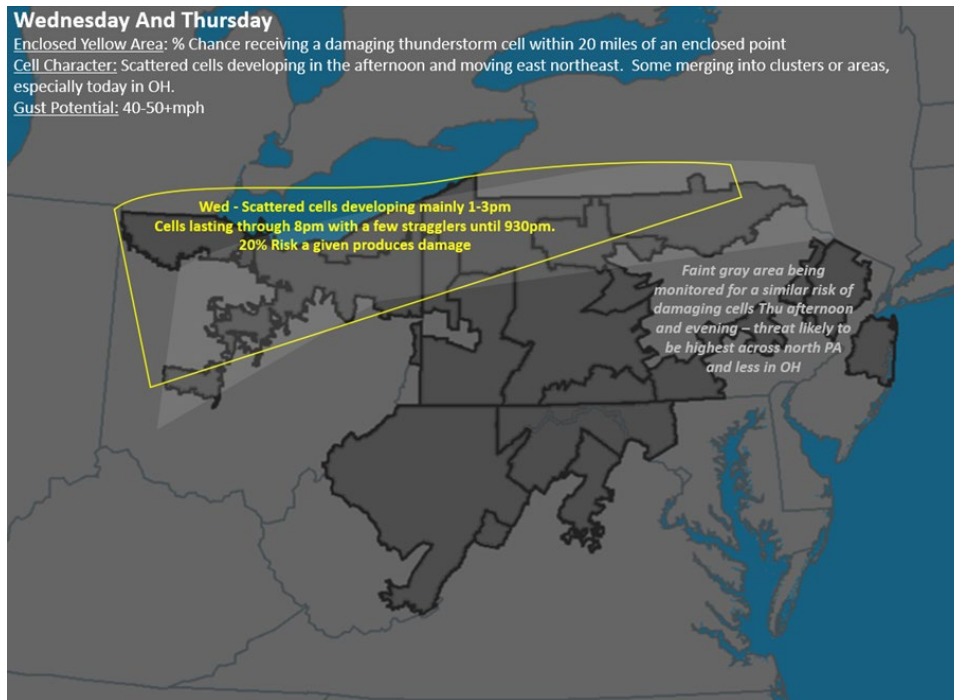 Wednesday And Thursday
Enclosed Yellow Area: % Chance receiving a damaging thunderstorm cell within 20 miles of an enclosed point
Cell Character: Scattered cells developing in the afternoon and moving east northeast.  Some merging into clusters or areas,
especially today in OH.
Gust Potential: 40-50+mph
Wed - Scattered cells developing mainly 1-3pm
Cells lasting through 8pm with a few stragglers until 930pm.
20% Risk a given produces damage
Faint gray area being
monitored for a similar risk of
damaging cells Thu afternoon
and evening – threat likely to
be highest across north PA
and less in OH